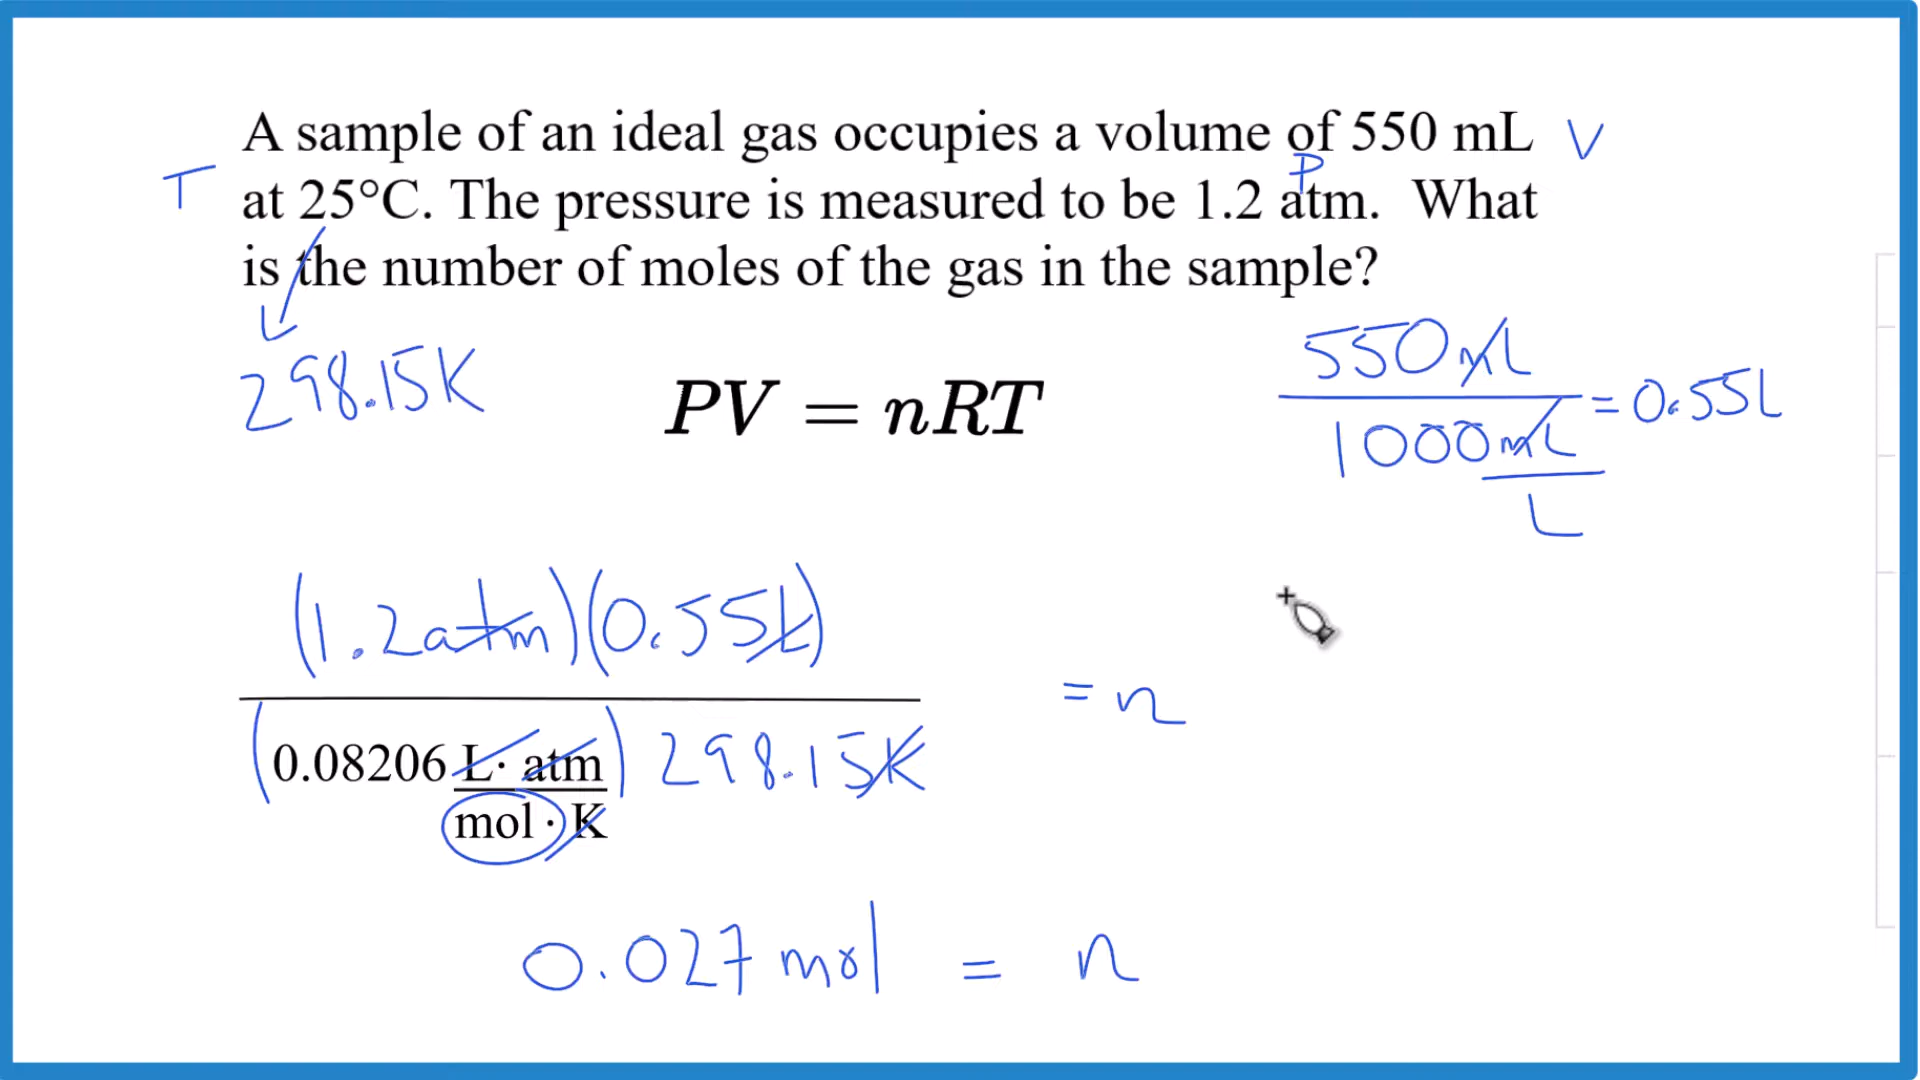 A sample of an ideal gas occupies a volume of 550 mL V
P
T at 25°C. The pressure is measured to be 1.2 atm. What
is the number of moles of the gas in the sample?
298.15K
PV = nRT
550 mL
= 0.55L
1000 mL
L
(1.2 atm)(0.55L)
= n
(0.08206 L· atm) 298.15K
mol · K
0.027 mol = n